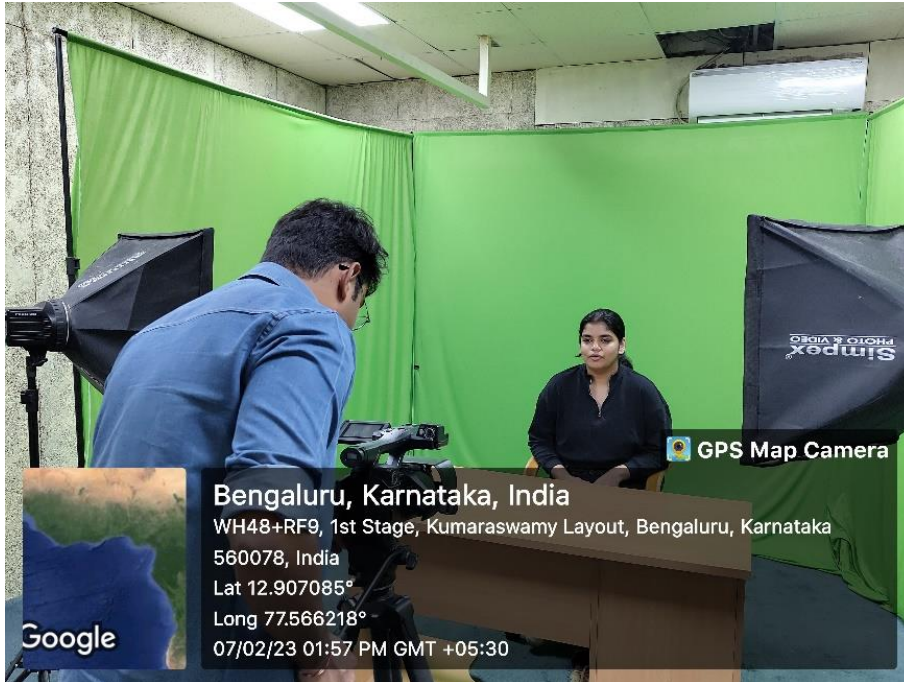 Simpex®
PHOTO & VIDEO
GPS Map Camera
Bengaluru, Karnataka, India
WH48+RF9, 1st Stage, Kumaraswamy Layout, Bengaluru, Karnataka
560078, India
Lat 12.907085°
Long 77.566218°
07/02/23 01:57 PM GMT +05:30
Google